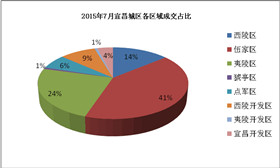 2015年7月宜昌城区各区域成交占比
1%
4%
14%
9%
6%
1%
24%
41%
西陵区
伍家区
夷陵区
猇亭区
点军区
西陵开发区
夷陵开发区
宜昌开发区